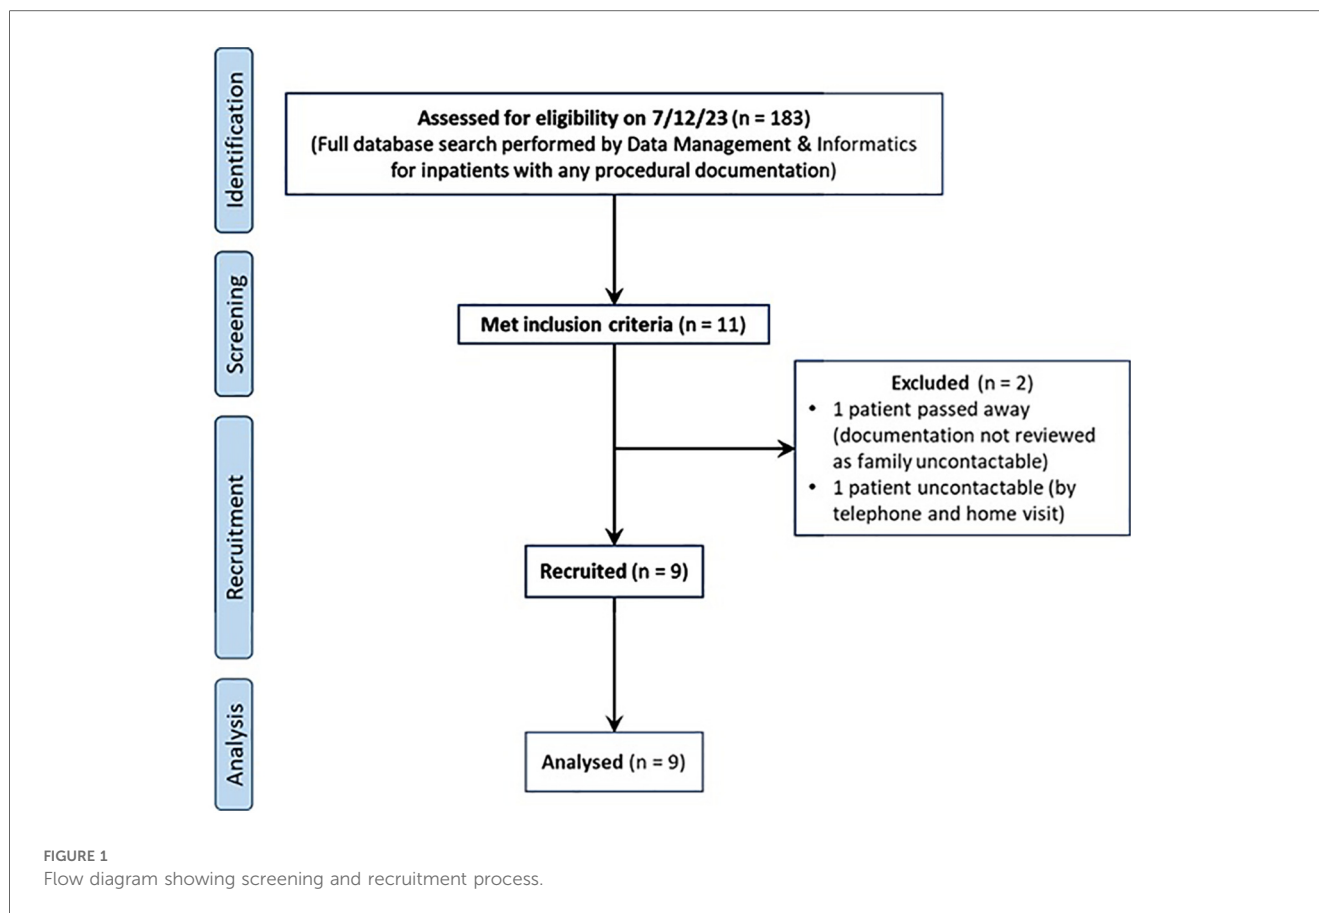 Identification
Assessed for eligibility on 7/12/23 (n = 183)
(Full database search performed by Data Management & Informatics
for inpatients with any procedural documentation)
Screening
Met inclusion criteria (n = 11)
Excluded (n = 2)
• 1 patient passed away
(documentation not reviewed
as family uncontactable)
• 1 patient uncontactable (by
telephone and home visit)
Recruitment
Recruited (n = 9)
Analysis
Analysed (n = 9)
FIGURE 1
Flow diagram showing screening and recruitment process.